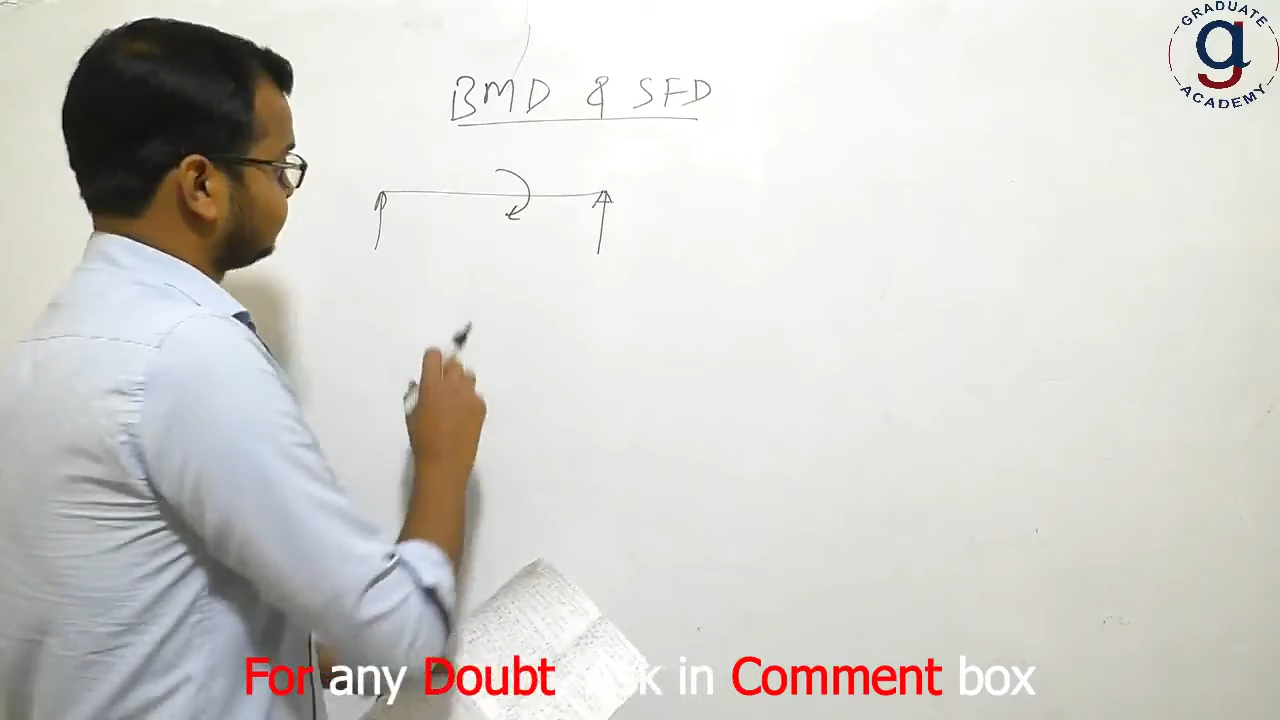 GRADUATE
g
ACADEMY
BMD & SFD
For any Doubt, ask in Comment box